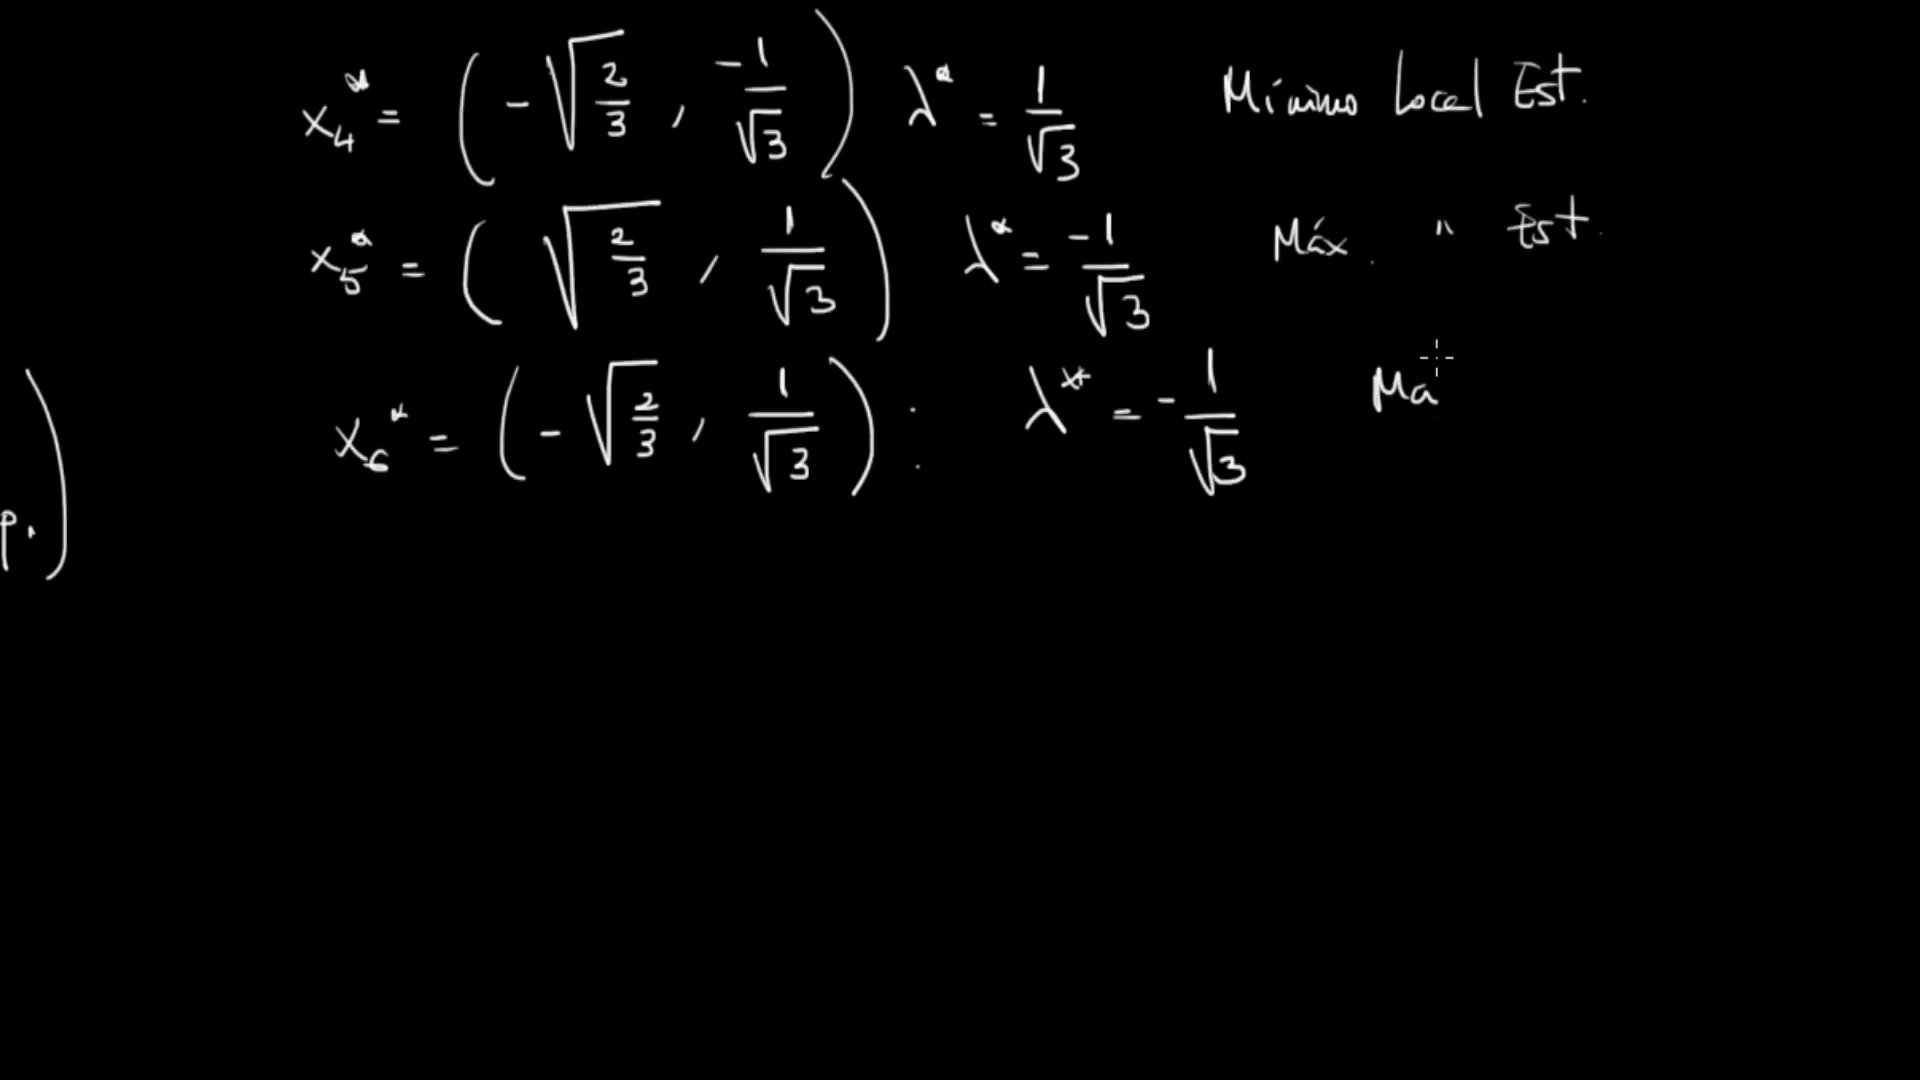 x₄* = ( -√(2/3) , -1/√3 ) λ* = 1/√3 Mínimo Local Est.
x₅* = ( √(2/3) , 1/√3 ) λ* = -1/√3 Máx. " Est.
x₆* = ( -√(2/3) , 1/√3 ) : λ* = -1/√3 Ma
p. )